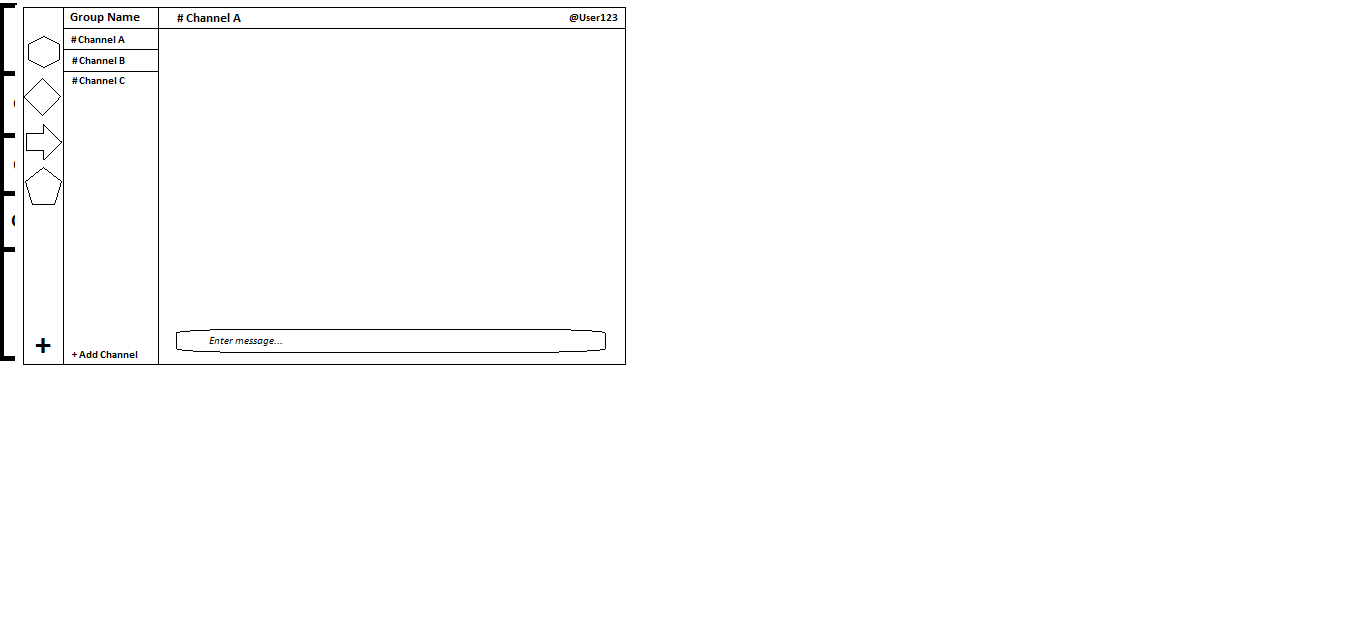 Group Name
# Channel A
@User123
# Channel A
# Channel B
# Channel C
Enter message...
+
+ Add Channel